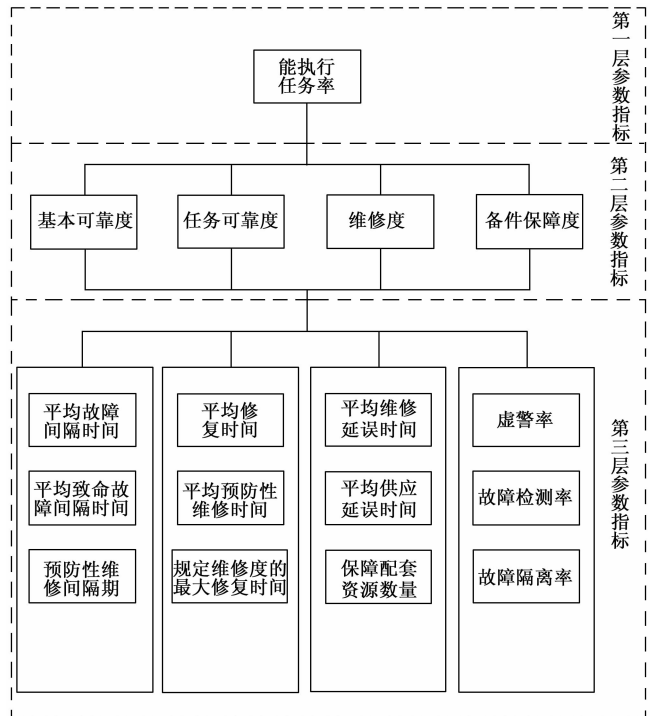 第一层参数指标
能执行
任务率
第二层参数指标
基本可靠度
任务可靠度
维修度
备件保障度
第三层参数指标
平均故障
间隔时间
平均致命故
障间隔时间
预防性维
修间隔期
平均修
复时间
平均预防性
维修时间
规定维修度的
最大修复时间
平均维修
延误时间
平均供应
延误时间
保障配套
资源数量
虚警率
故障检测率
故障隔离率